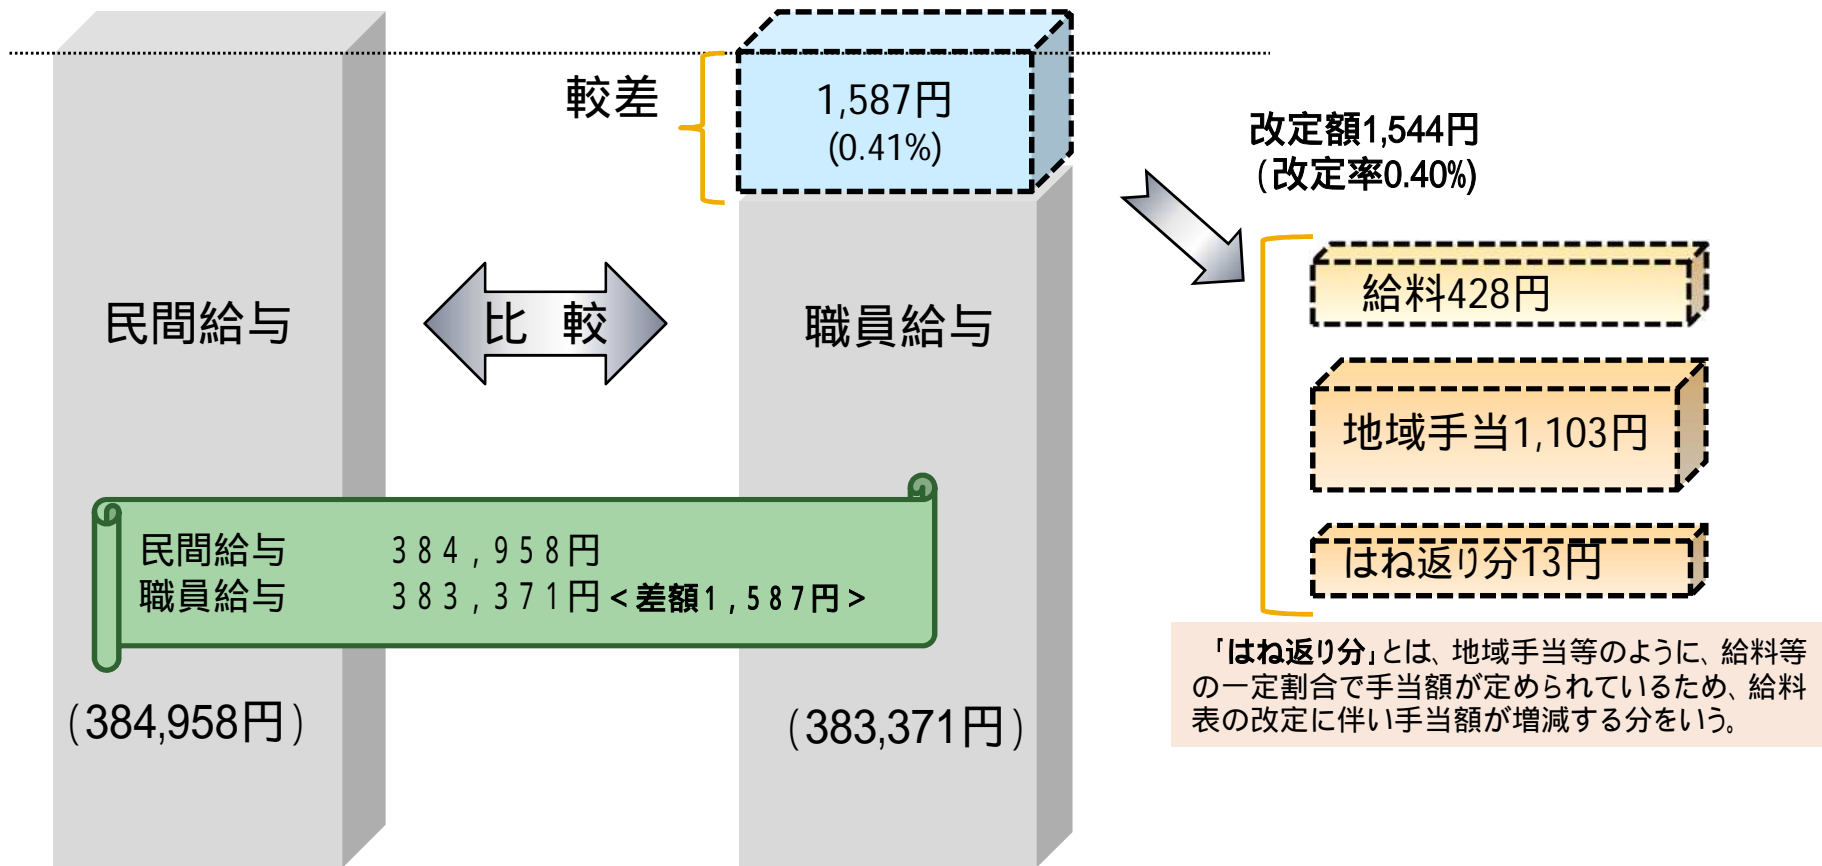 較差
1,587円
(0.41%)
改定額1,544円
(改定率0.40%)
民間給与
比 較
職員給与
給料428円
地域手当1,103円
はね返り分13円
民間給与 384,958円
職員給与 383,371円<差額1,587円>
(384,958円)
(383,371円)
「はね返り分」とは、地域手当等のように、給料等
の一定割合で手当額が定められているため、給料
表の改定に伴い手当額が増減する分をいう。